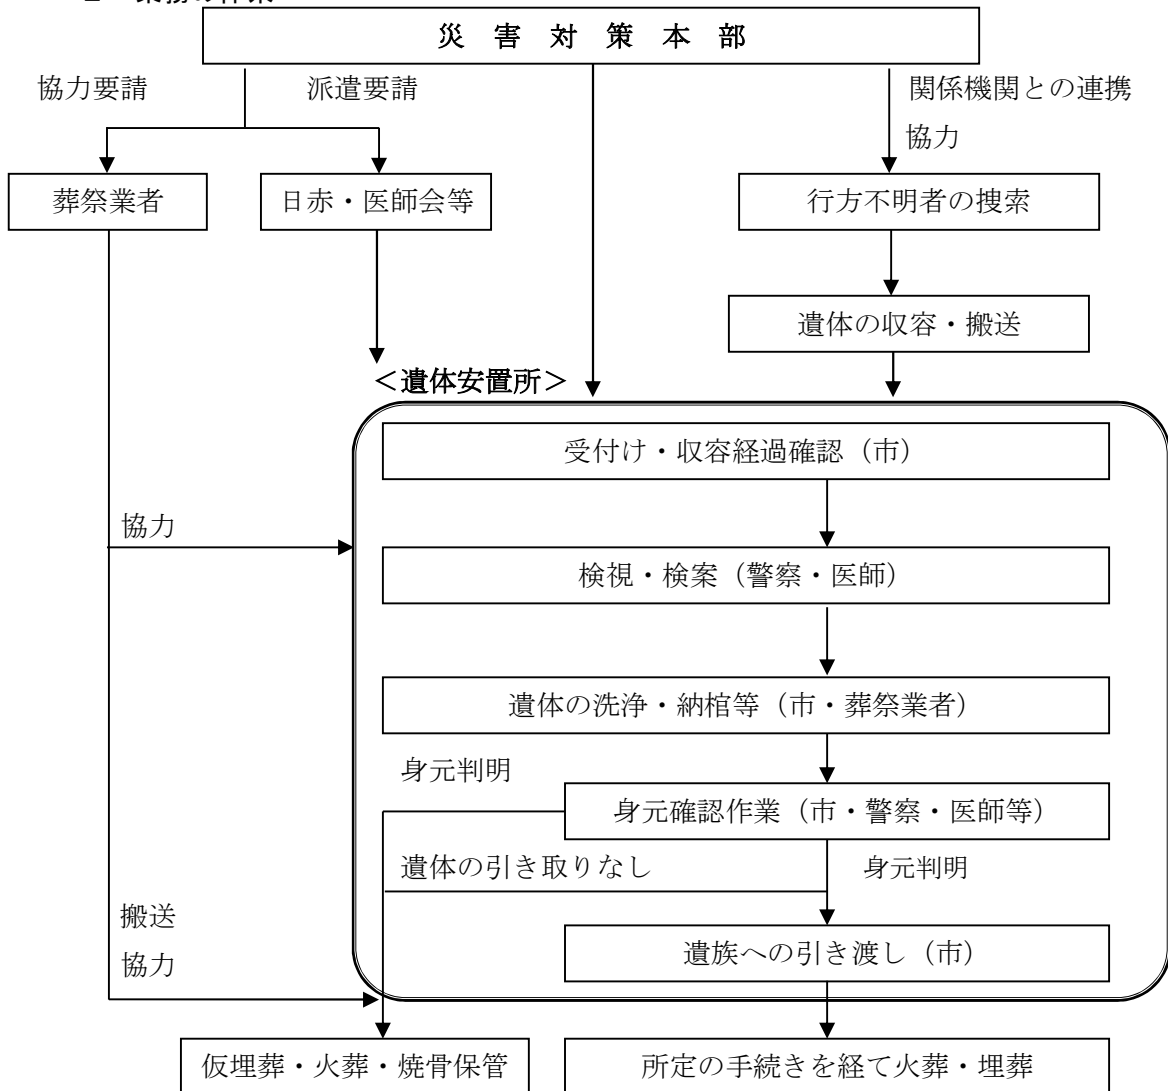 災害対策本部
協力要請
派遣要請
関係機関との連携
協力
葬祭業者
日赤・医師会等
行方不明者の捜索
遺体の収容・搬送
＜遺体安置所＞
受付け・収容経過確認（市）
協力
検視・検案（警察・医師）
遺体の洗浄・納棺等（市・葬祭業者）
身元判明
身元確認作業（市・警察・医師等）
遺体の引き取りなし
身元判明
搬送
協力
遺族への引き渡し（市）
仮埋葬・火葬・焼骨保管
所定の手続きを経て火葬・埋葬